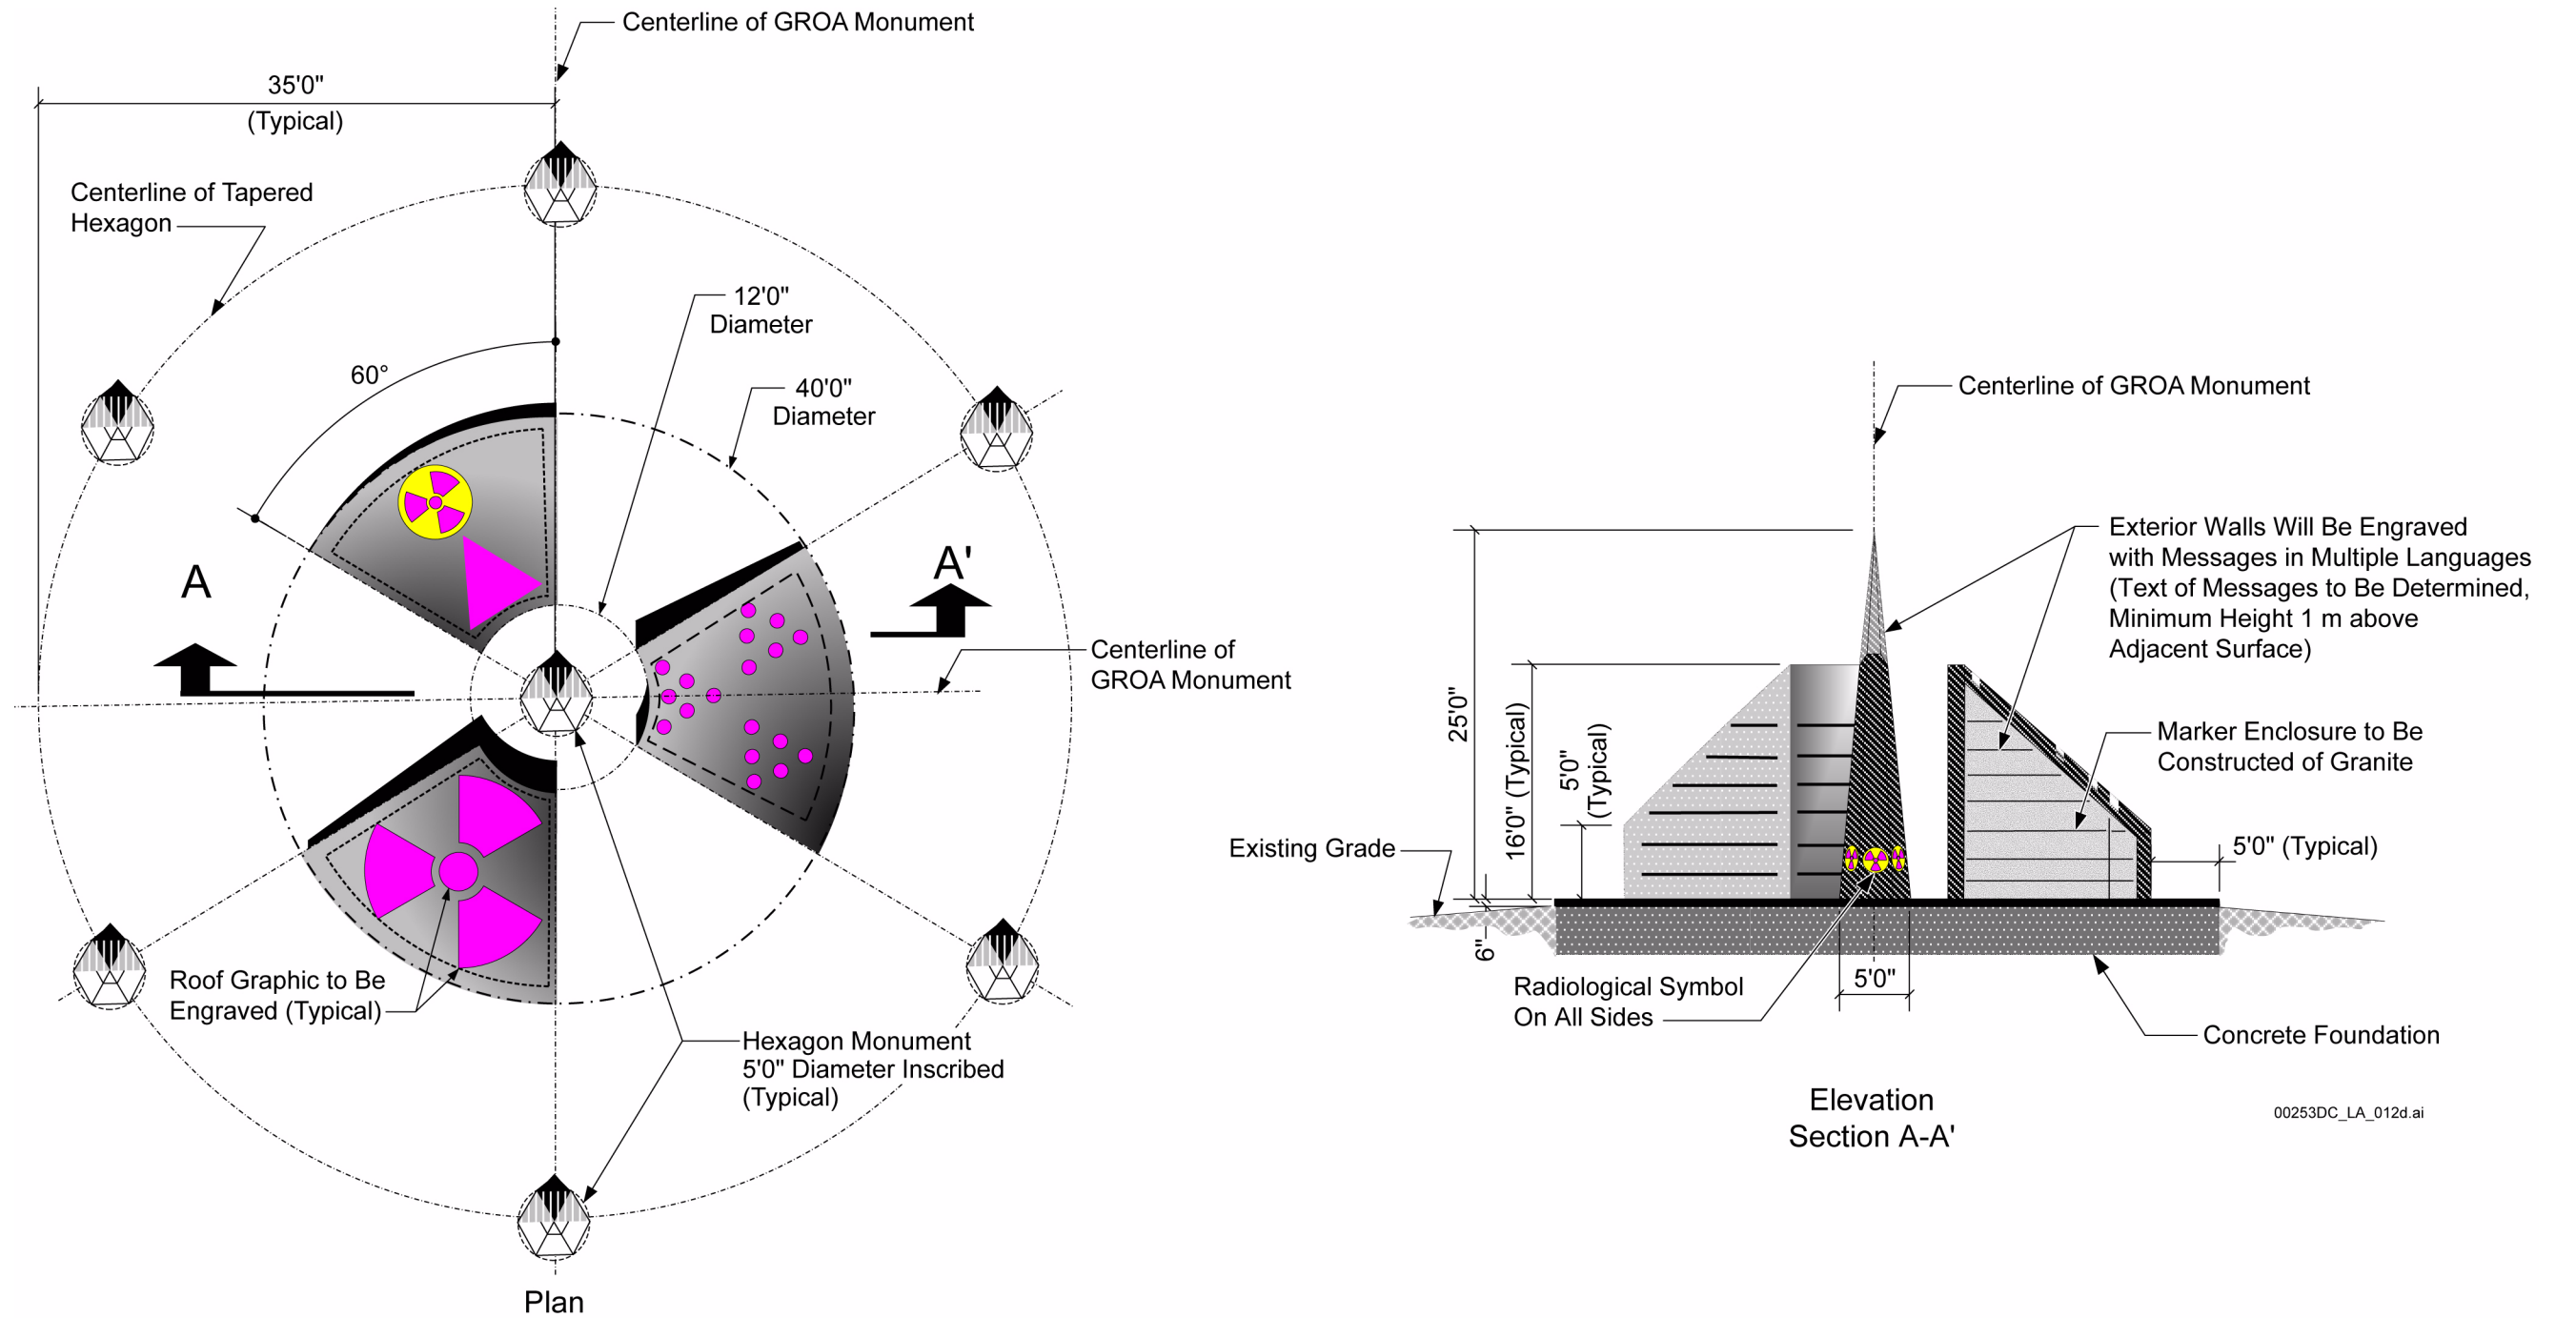 Centerline of GROA Monument
35'0"
(Typical)
Centerline of Tapered
Hexagon
12'0"
Diameter
60°
40'0"
Diameter
A
A'
Centerline of
GROA Monument
Roof Graphic to Be
Engraved (Typical)
Hexagon Monument
5'0" Diameter Inscribed
(Typical)
Plan
Centerline of GROA Monument
Exterior Walls Will Be Engraved
with Messages in Multiple Languages
(Text of Messages to Be Determined,
Minimum Height 1 m above
Adjacent Surface)
25'0"
16'0" (Typical)
5'0"
(Typical)
Marker Enclosure to Be
Constructed of Granite
Existing Grade
5'0" (Typical)
6"
Radiological Symbol
On All Sides
5'0"
Concrete Foundation
Elevation
Section A-A'
00253DC_LA_012d.ai